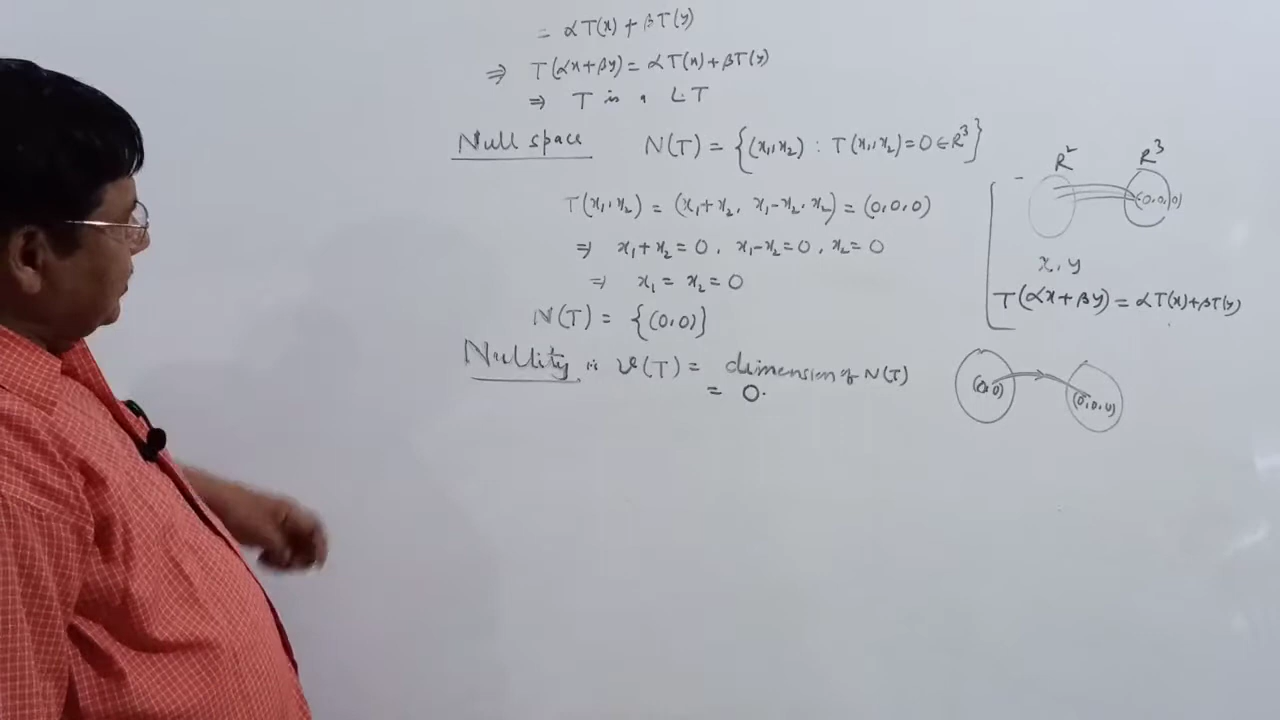 = αT(x) + βT(y)
⇒ T(αx+βy) = αT(x) + βT(y)
⇒ T is a LT
Null space N(T) = {(x₁,x₂) : T(x₁,x₂) = 0 ∈ R³}
T(x₁,x₂) = (x₁+x₂, x₁-x₂, x₂) = (0,0,0)
⇒ x₁+x₂ = 0, x₁-x₂ = 0, x₂ = 0
⇒ x₁ = x₂ = 0
N(T) = {(0,0)}
Nullity is ν(T) = dimension of N(T)
= 0.
R² R³
(0,0,0)
x, y
T(αx+βy) = αT(x)+βT(y)
(0,0) (0,0,0)